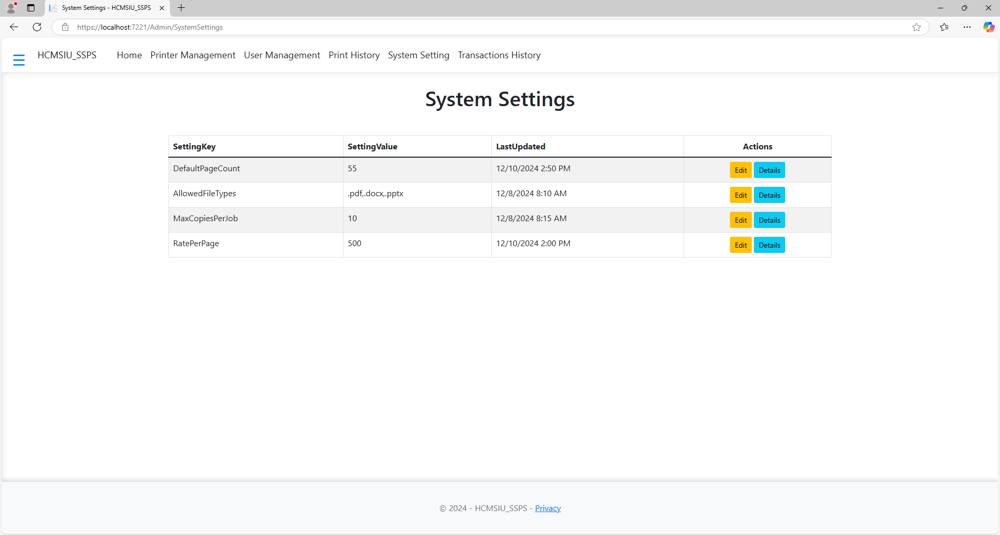 System Settings - HCMSIU_SSPS
https://localhost:7221/Admin/SystemSettings
HCMSIU_SSPS Home Printer Management User Management Print History System Setting Transactions History
System Settings
SettingKey SettingValue LastUpdated Actions
DefaultPageCount 55 12/10/2024 2:50 PM Edit Details
AllowedFileTypes .pdf,.docx,.pptx 12/8/2024 8:10 AM Edit Details
MaxCopiesPerJob 10 12/8/2024 8:15 AM Edit Details
RatePerPage 500 12/10/2024 2:00 PM Edit Details
© 2024 - HCMSIU_SSPS - Privacy